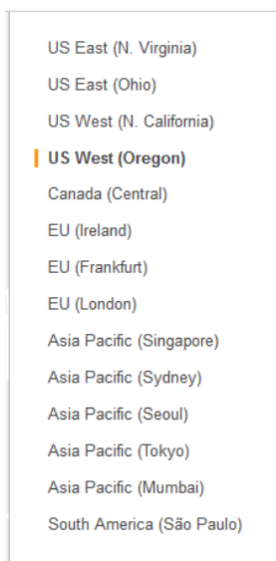 US East (N. Virginia)
US East (Ohio)
US West (N. California)
US West (Oregon)
Canada (Central)
EU (Ireland)
EU (Frankfurt)
EU (London)
Asia Pacific (Singapore)
Asia Pacific (Sydney)
Asia Pacific (Seoul)
Asia Pacific (Tokyo)
Asia Pacific (Mumbai)
South America (São Paulo)